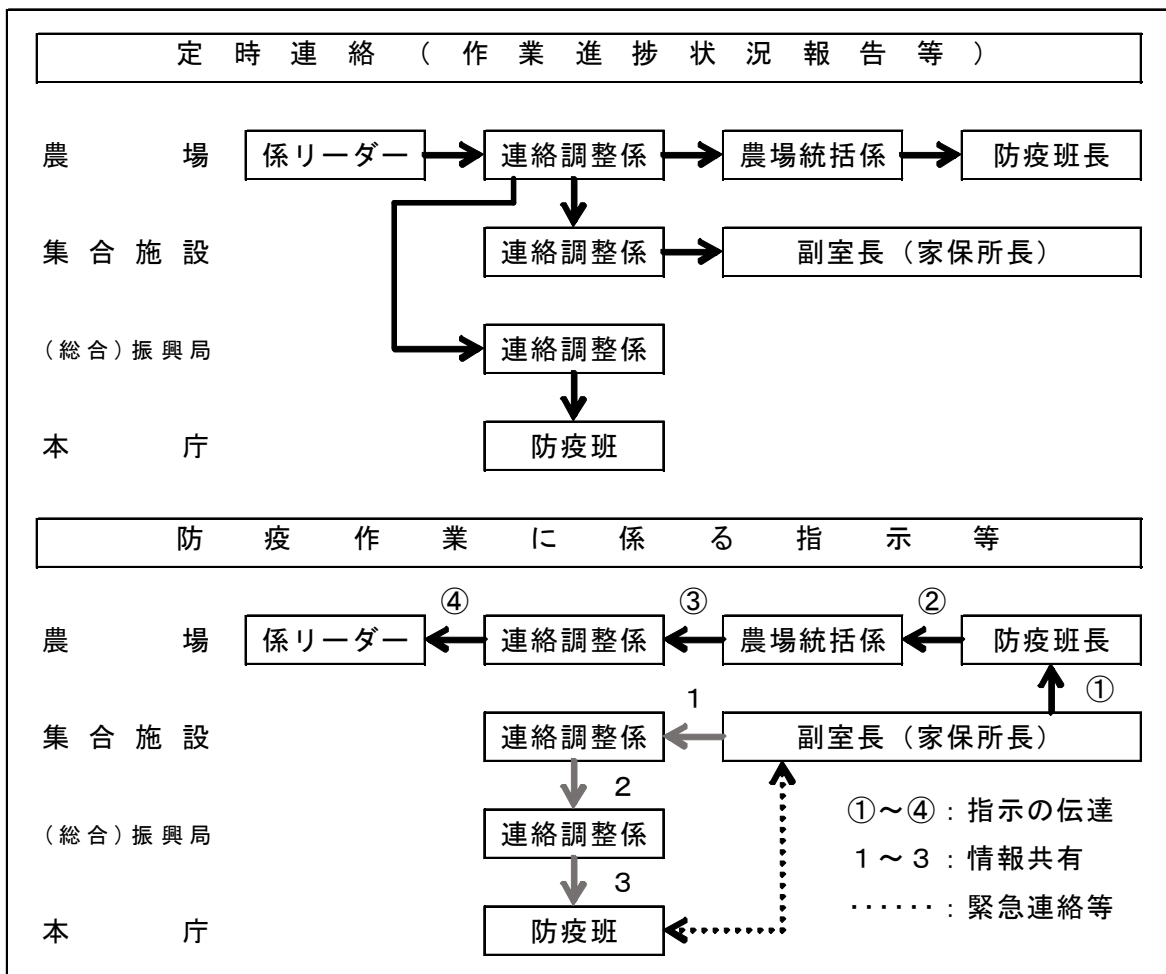 定時連絡(作業進捗状況報告等)
農場 係リーダー 連絡調整係 農場統括係 防疫班長
集合施設 連絡調整係 副室長(家保所長)
(総合)振興局 連絡調整係
本庁 防疫班
防疫作業に係る指示等
④ ③ ②
農場 係リーダー 連絡調整係 農場統括係 防疫班長
①
1
集合施設 連絡調整係 副室長(家保所長)
2
①~④:指示の伝達
(総合)振興局 連絡調整係
1~3:情報共有
3
‥‥‥:緊急連絡等
本庁 防疫班